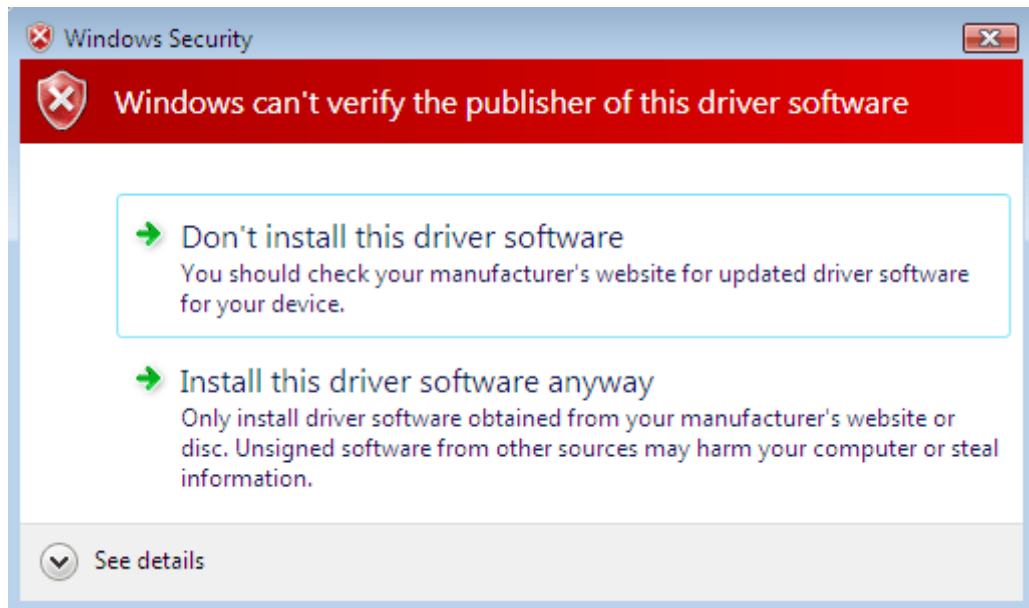 Windows Security
Windows can't verify the publisher of this driver software
Don't install this driver software
You should check your manufacturer's website for updated driver software
for your device.
Install this driver software anyway
Only install driver software obtained from your manufacturer's website or
disc. Unsigned software from other sources may harm your computer or steal
information.
See details